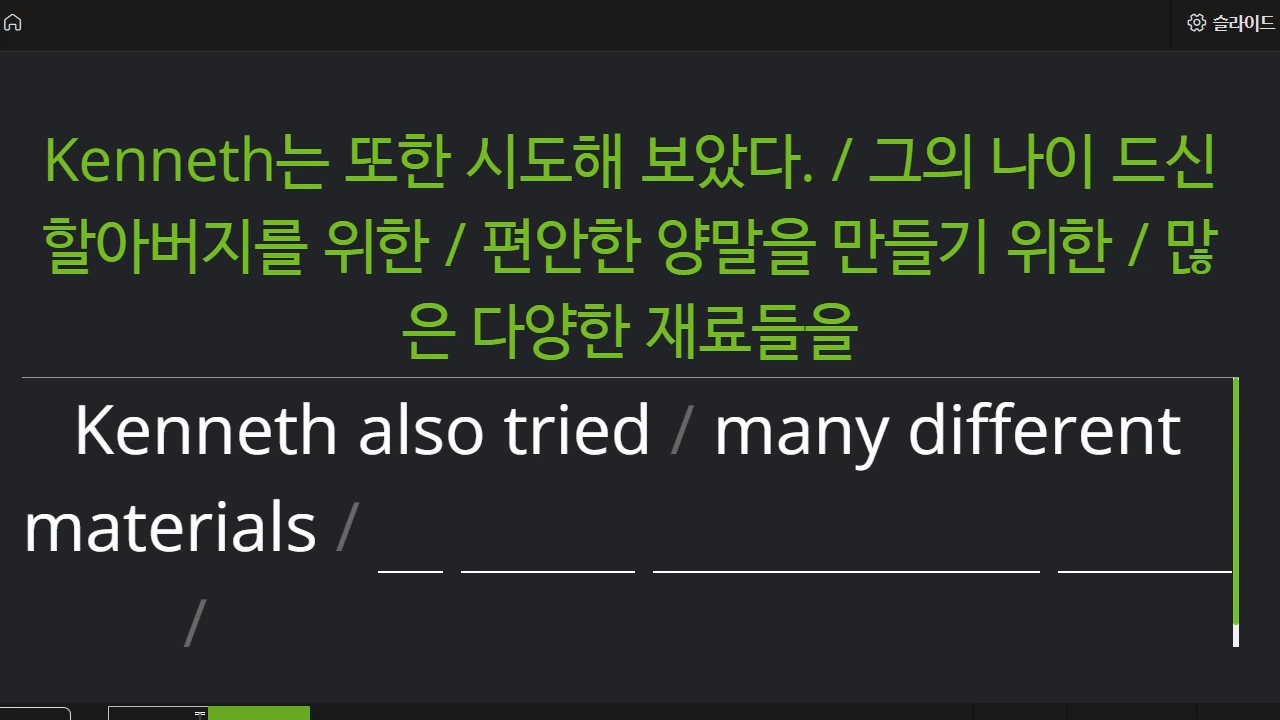 슬라이드
Kenneth는 또한 시도해 보았다. / 그의 나이 드신
할아버지를 위한 / 편안한 양말을 만들기 위한 / 많
은 다양한 재료들을
Kenneth also tried / many different
materials /
/